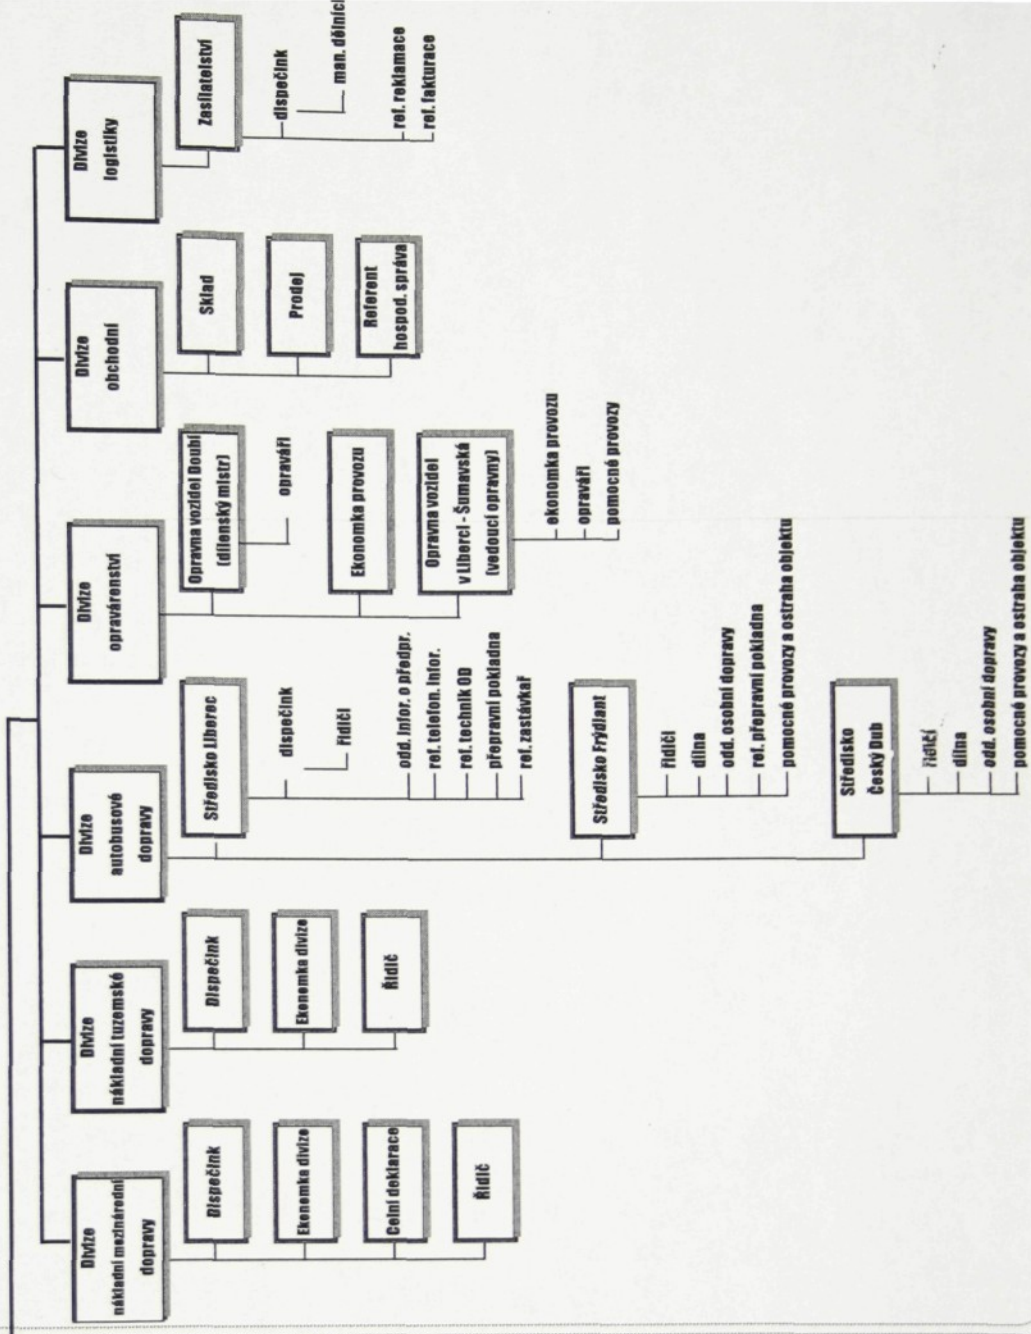 Divize
nákladní mezinárodní
dopravy
Dispečink
Ekonomka divize
Celní deklarace
Řidič
Divize
nákladní tuzemské
dopravy
Dispečink
Ekonomka divize
Řidič
Divize
autobusové
dopravy
Středisko Liberec
dispečink
řidiči
odd. infor. o předpr.
ref. telefon. infor.
ref. technik OD
přepravní pokladna
ref. zastávkař
Středisko Frýdlant
řidiči
dílna
odd. osobní dopravy
ref. přepravní pokladna
pomocné provozy a ostraha objektu
Středisko
Český Dub
řidiči
dílna
odd. osobní dopravy
pomocné provozy a ostraha objektu
Divize
opravárenství
Opravna vozidel Doubí
(dílenský mistr)
opraváři
Ekonomka provozu
Opravna vozidel
v Liberci - Šumavská
(vedoucí opravny)
ekonomka provozu
opraváři
pomocné provozy
Divize
obchodní
Sklad
Prodej
Referent
hospod. správa
Divize
logistiky
Zasílatelství
dispečink
man. dělníci
ref. reklamace
ref. fakturace